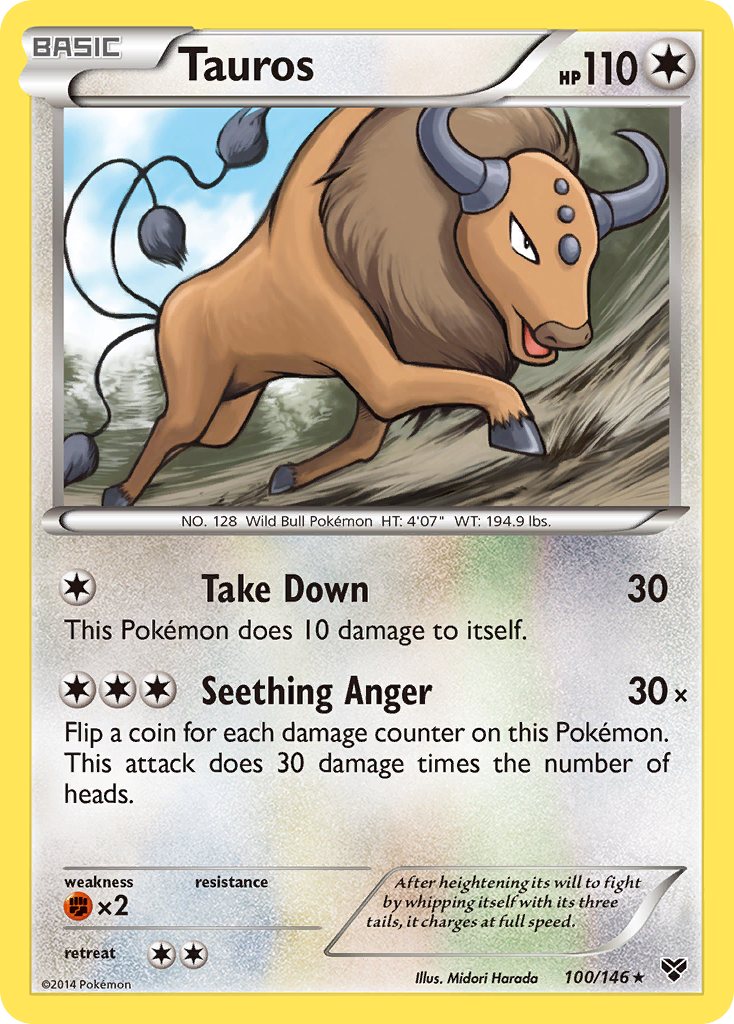 BASIC Tauros HP110
NO. 128 Wild Bull Pokémon HT: 4'07" WT: 194.9 lbs.
Take Down 30
This Pokémon does 10 damage to itself.
Seething Anger 30×
Flip a coin for each damage counter on this Pokémon.
This attack does 30 damage times the number of
heads.
weakness resistance
×2
retreat
After heightening its will to fight
by whipping itself with its three
tails, it charges at full speed.
©2014 Pokémon
Illus. Midori Harada 100/146★